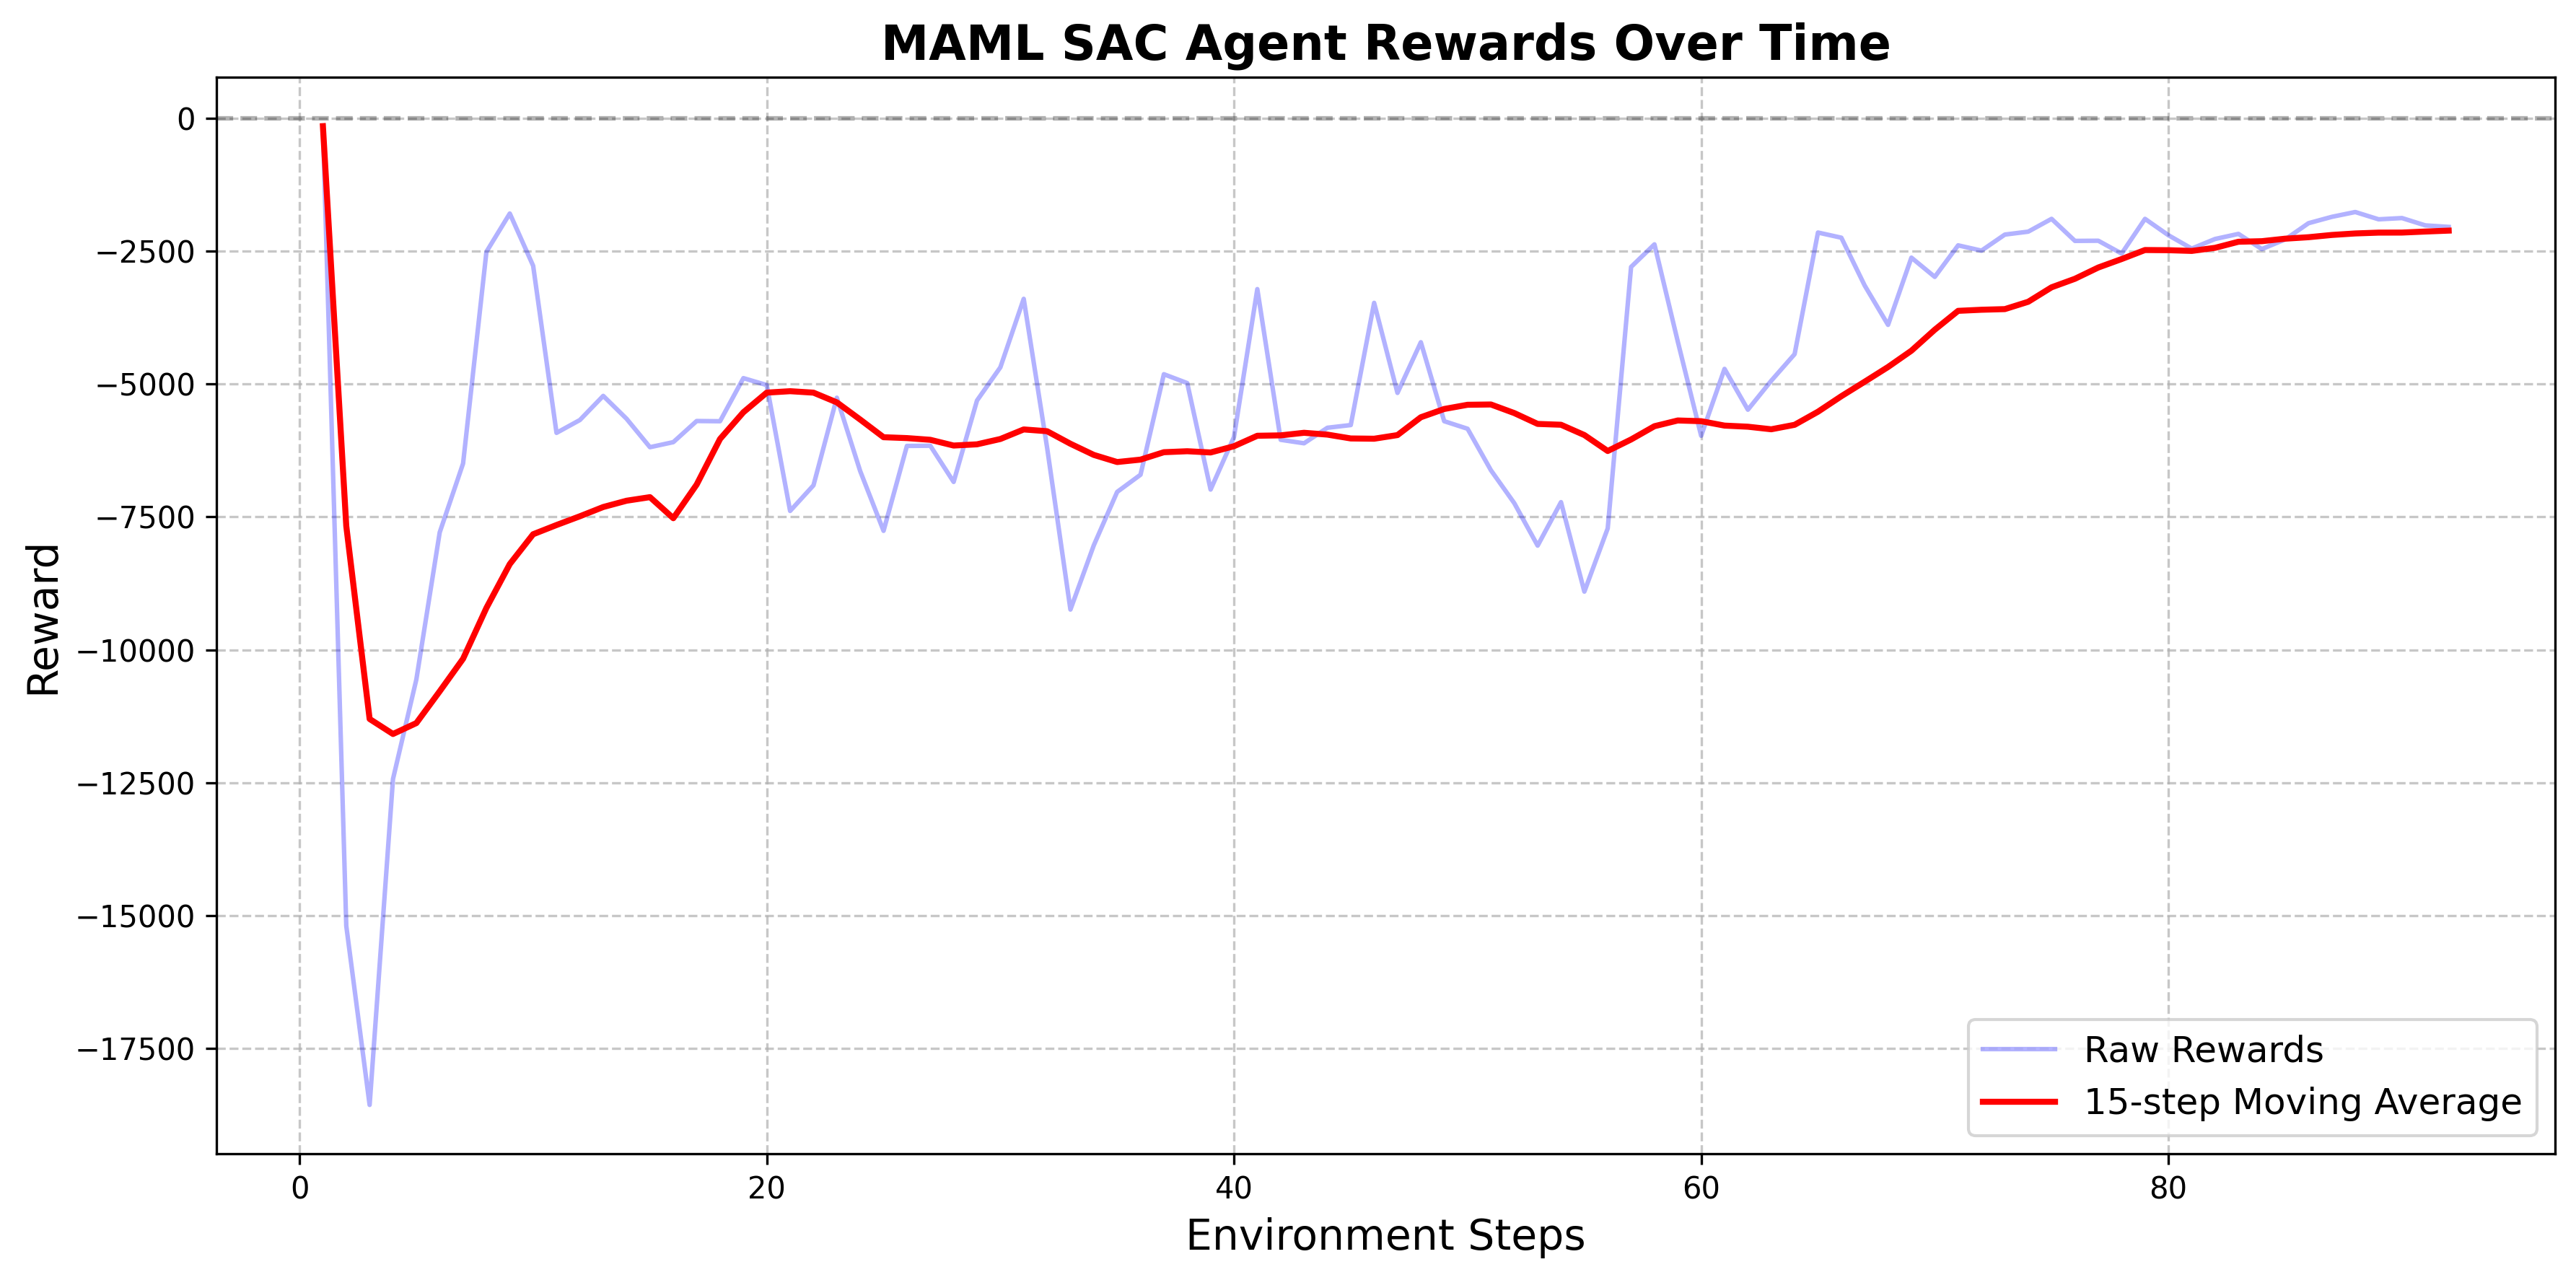 MAML SAC Agent Rewards Over Time
0
−2500
−5000
−7500
−10000
−12500
−15000
−17500
Reward
0
20
40
60
80
Environment Steps
Raw Rewards
15-step Moving Average